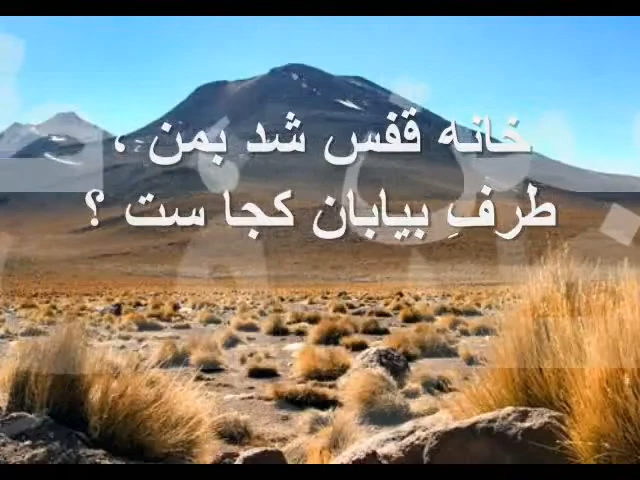 خانه قفس شد بمن ،
طرفِ بیابان کجا ست ؟